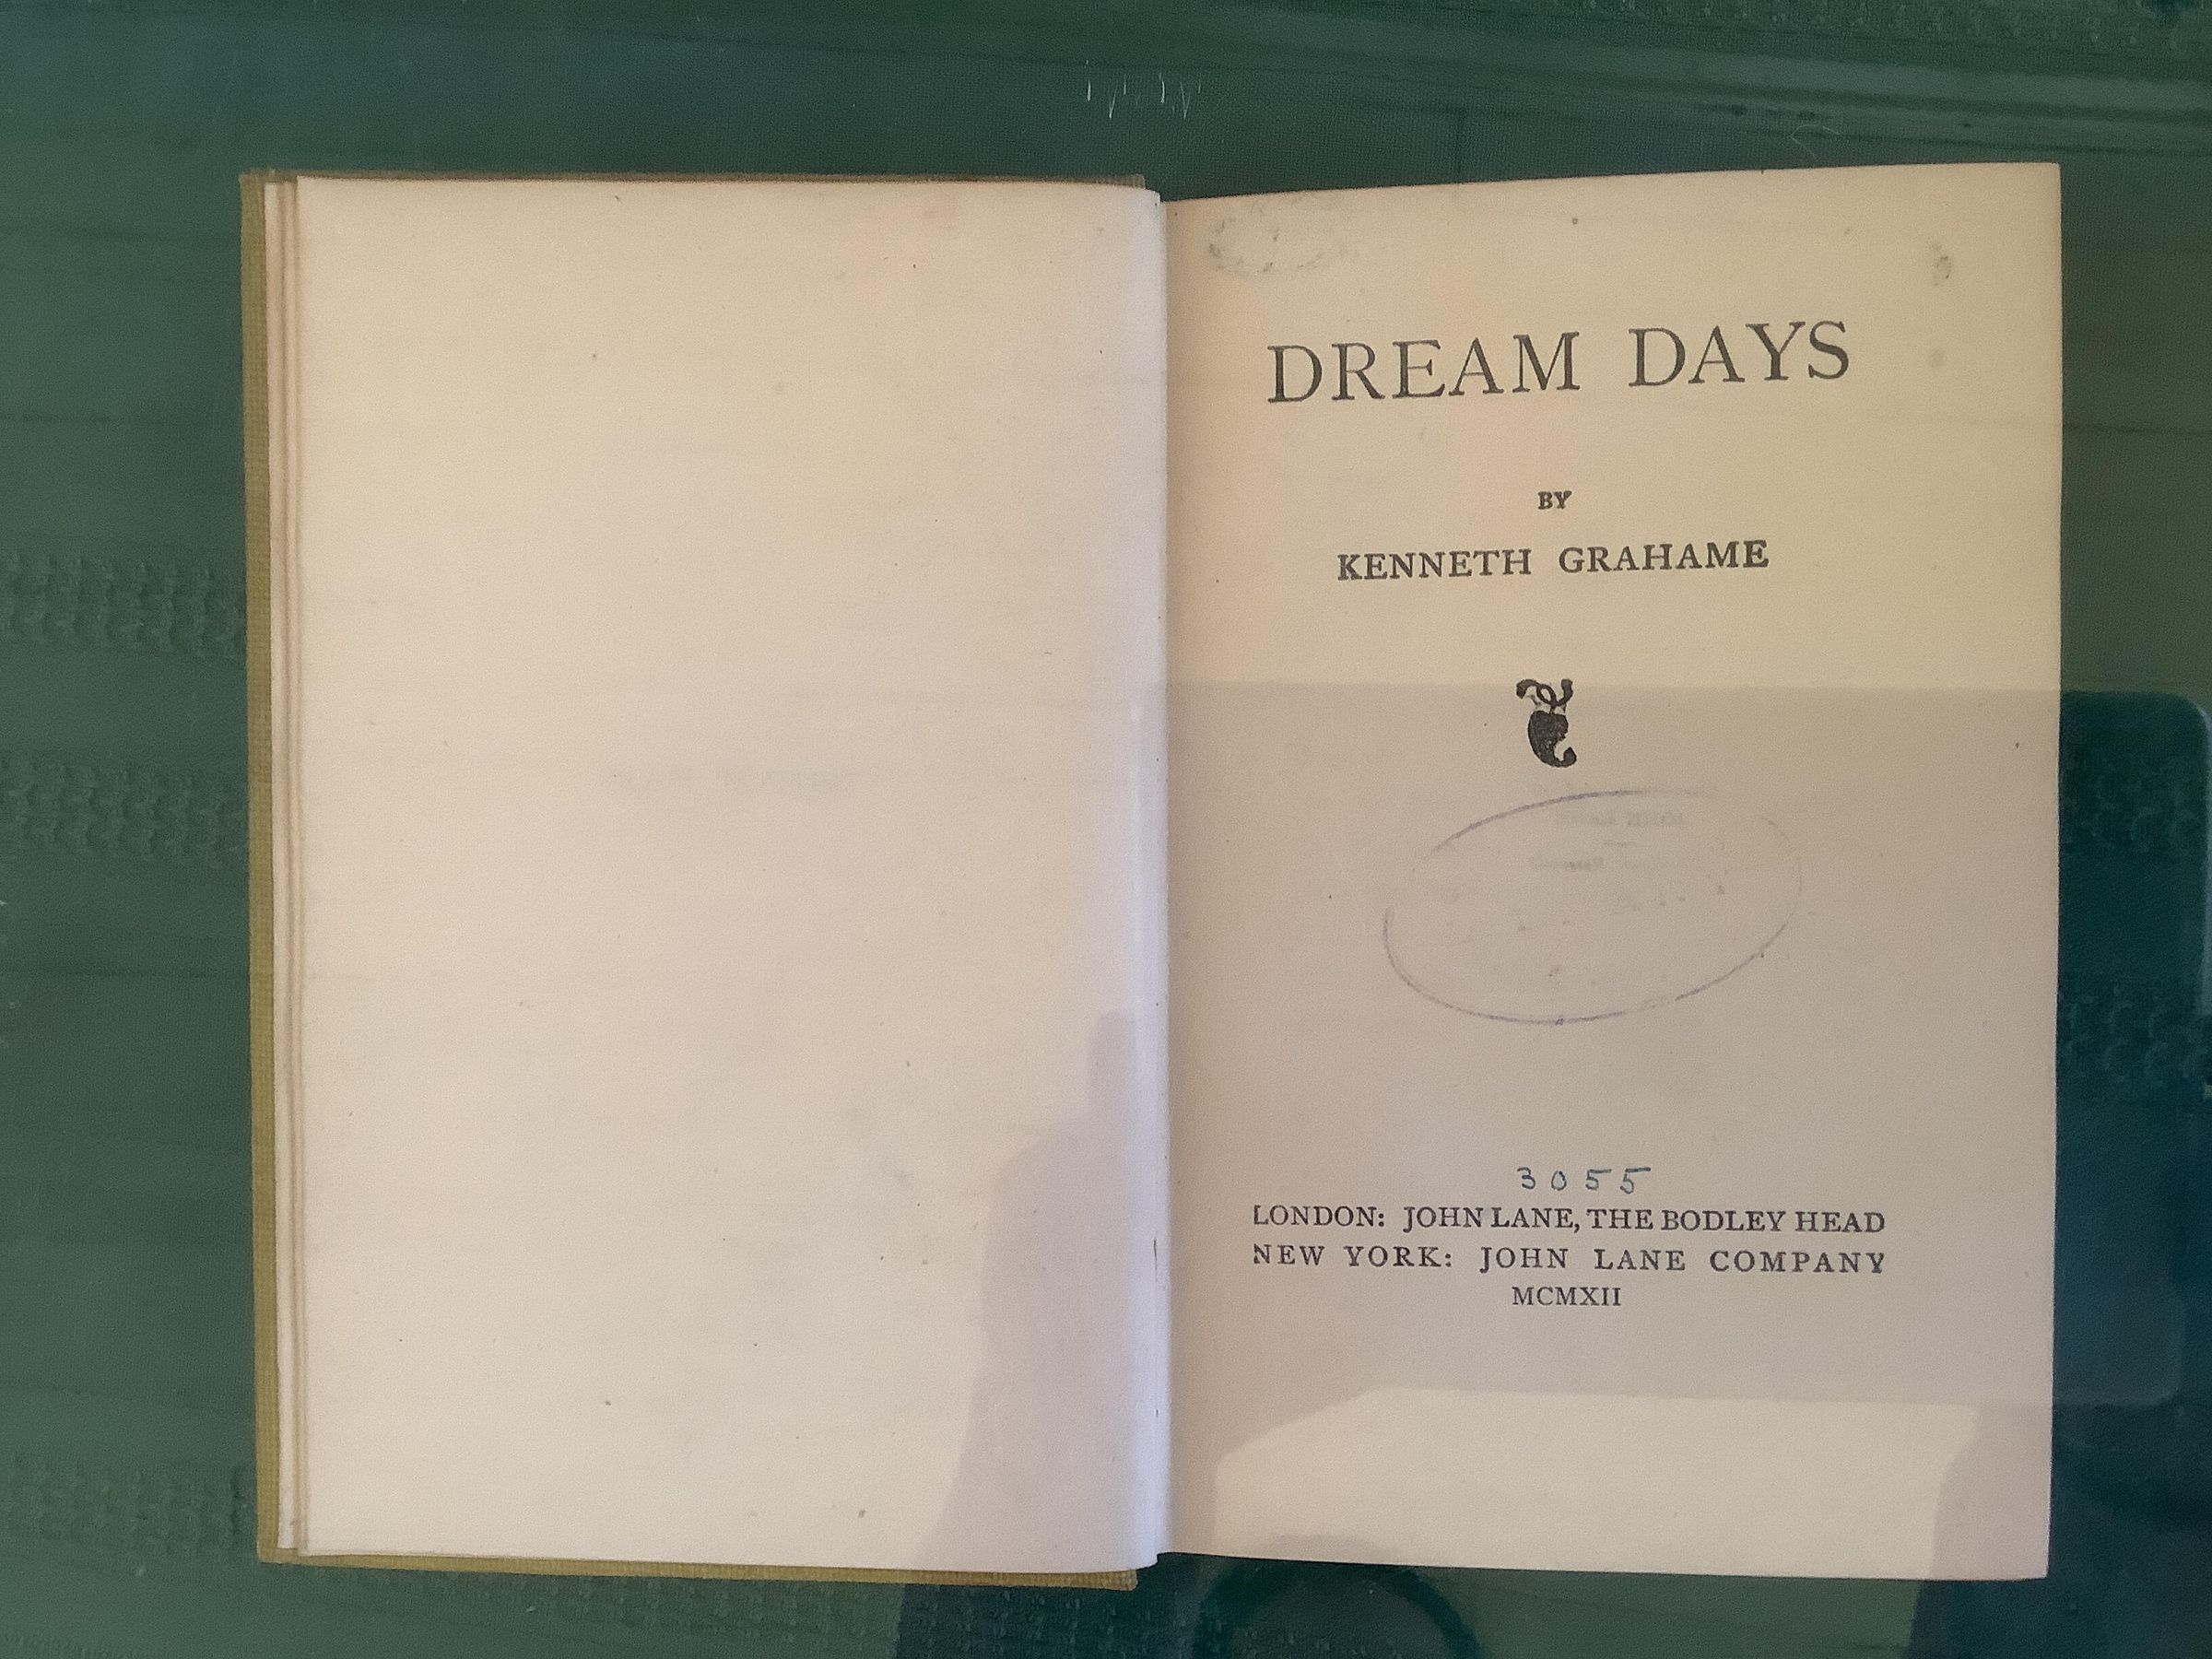 DREAM DAYS
BY
KENNETH GRAHAME
3055
LONDON: JOHN LANE, THE BODLEY HEAD
NEW YORK: JOHN LANE COMPANY
MCMXII